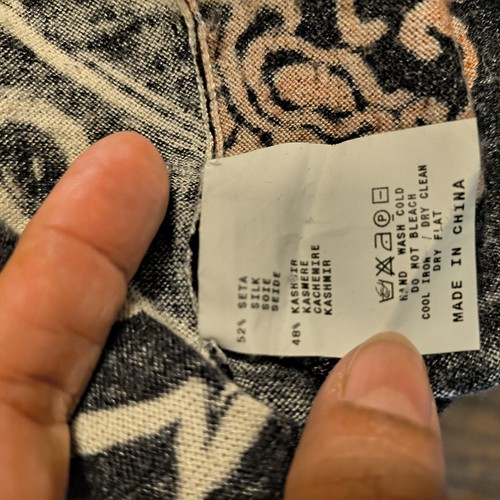 52% SETA
SILK
SOIE
SEIDE
48% KASHMIR
KASMERE
CACHEMIRE
KASHMIR
HAND WASH COLD
DO NOT BLEACH
COOL IRON / DRY CLEAN
DRY FLAT
MADE IN CHINA